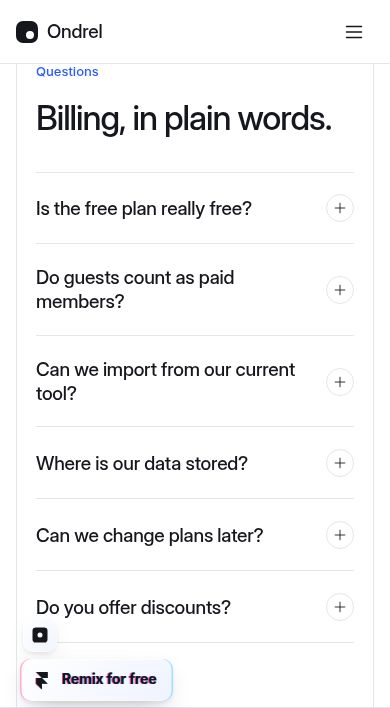 Ondrel
Questions
Billing, in plain words.
Is the free plan really free?
Do guests count as paid
members?
Can we import from our current
tool?
Where is our data stored?
Can we change plans later?
Do you offer discounts?
Remix for free